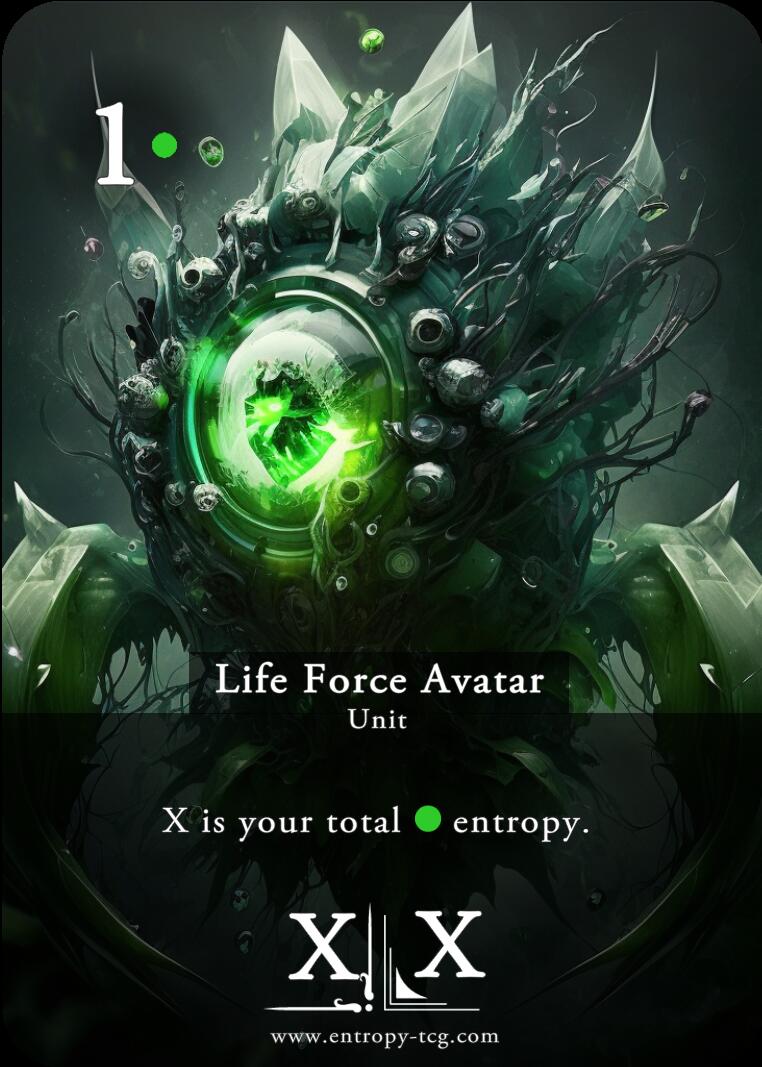 1
Life Force Avatar
Unit
X is your total entropy.
X X
www.entropy-tcg.com